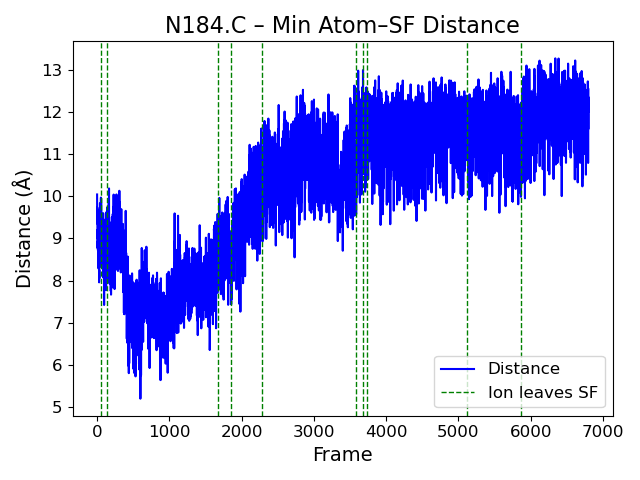 N184.C – Min Atom–SF Distance
Distance (Å)
13
12
11
10
9
8
7
6
5
Distance
Ion leaves SF
0 1000 2000 3000 4000 5000 6000 7000
Frame